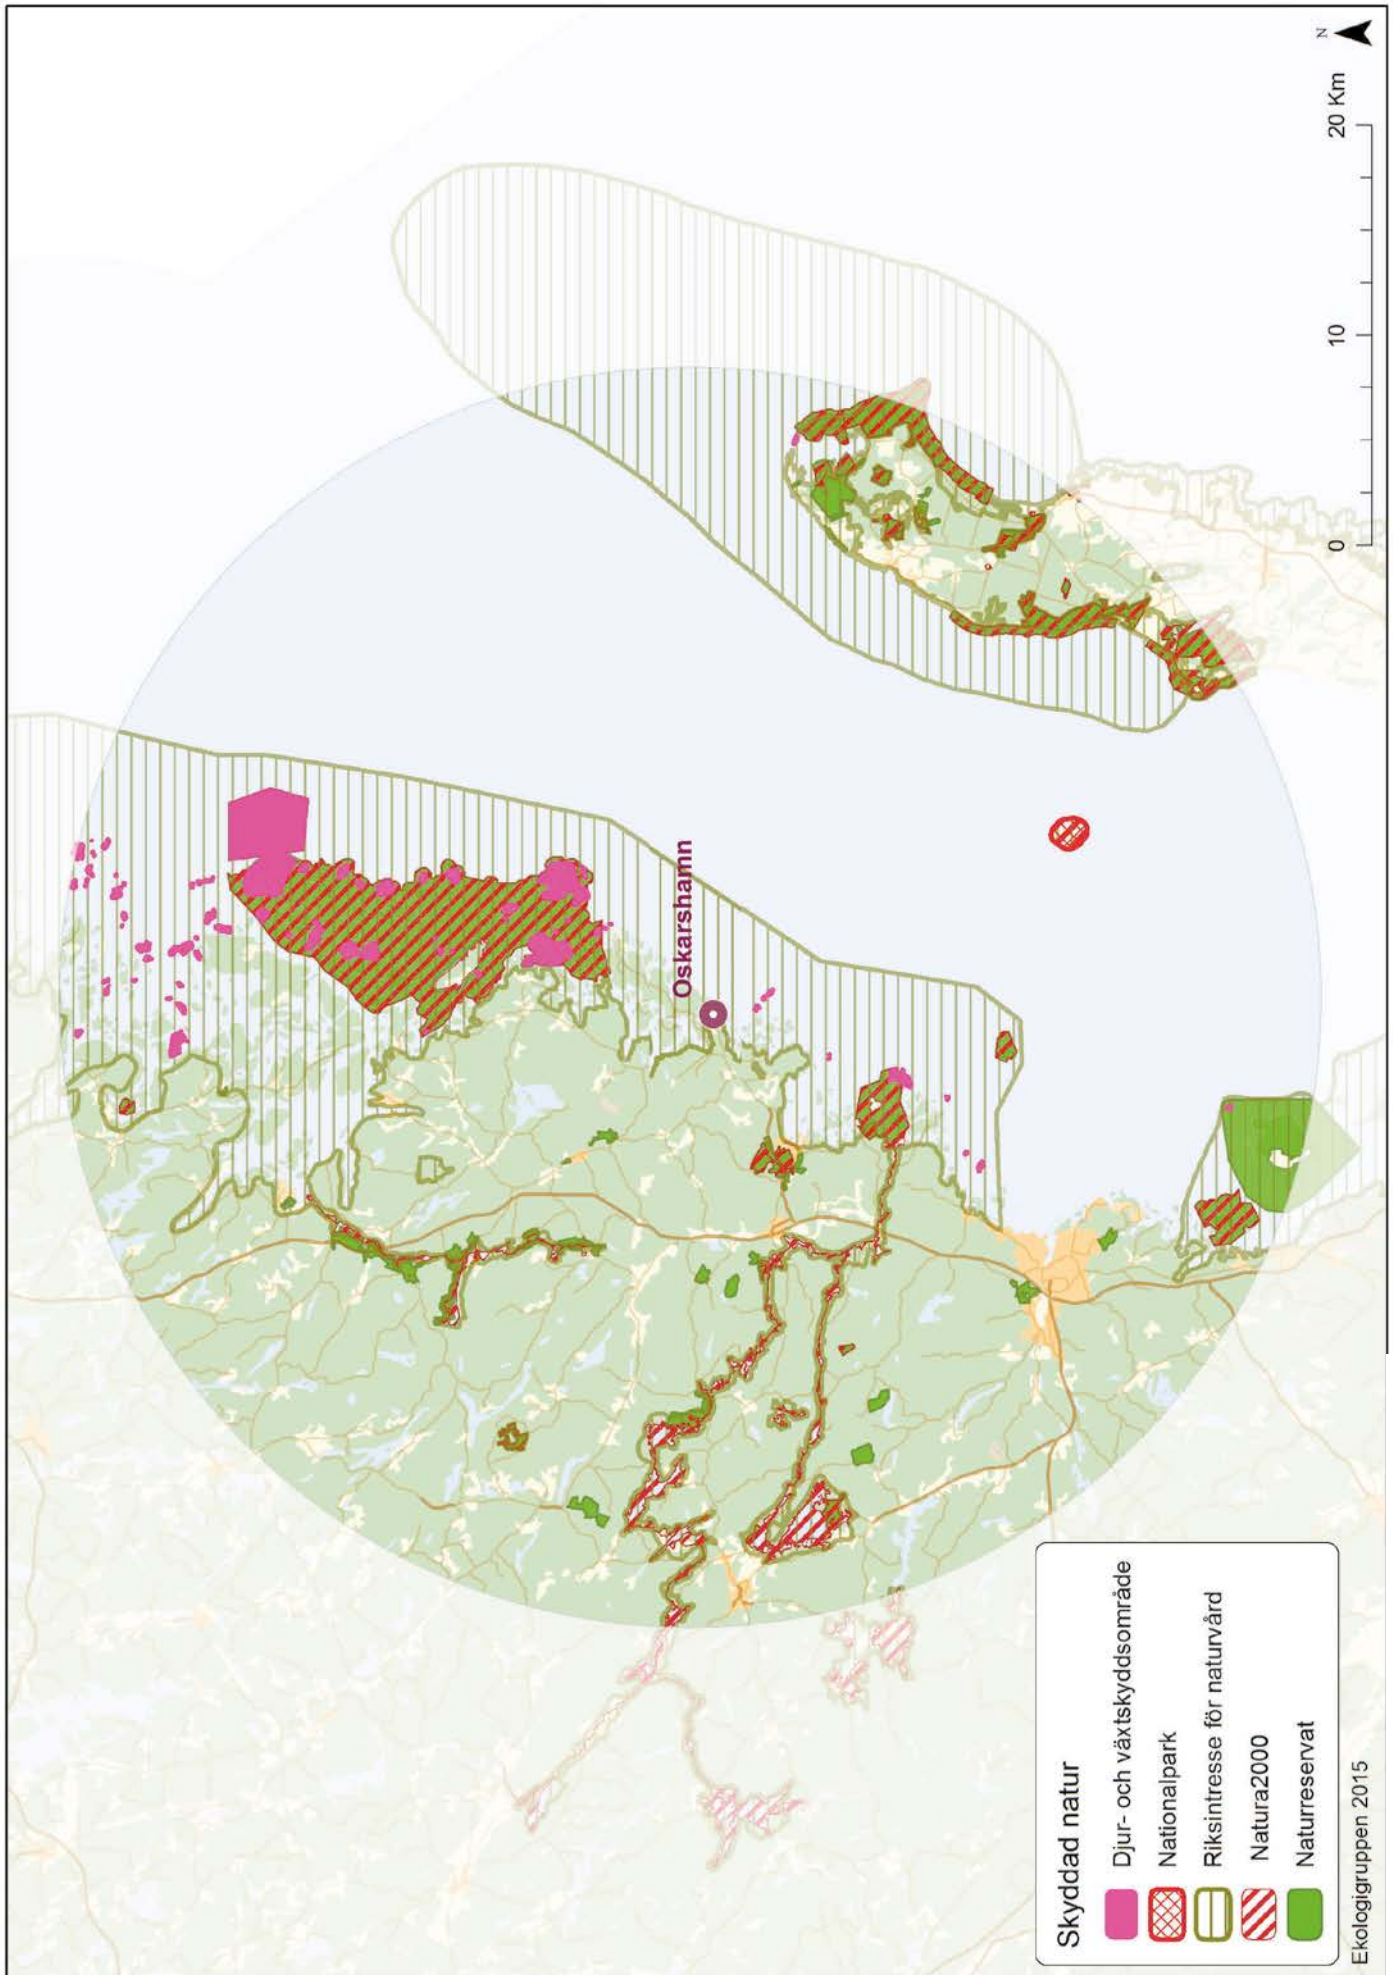 N
0
10
20 Km
Oskarshamn
Skyddad natur
Djur- och växtskyddsområde
Nationalpark
Riksintresse för naturvård
Natura2000
Naturreservat
Ekologigruppen 2015